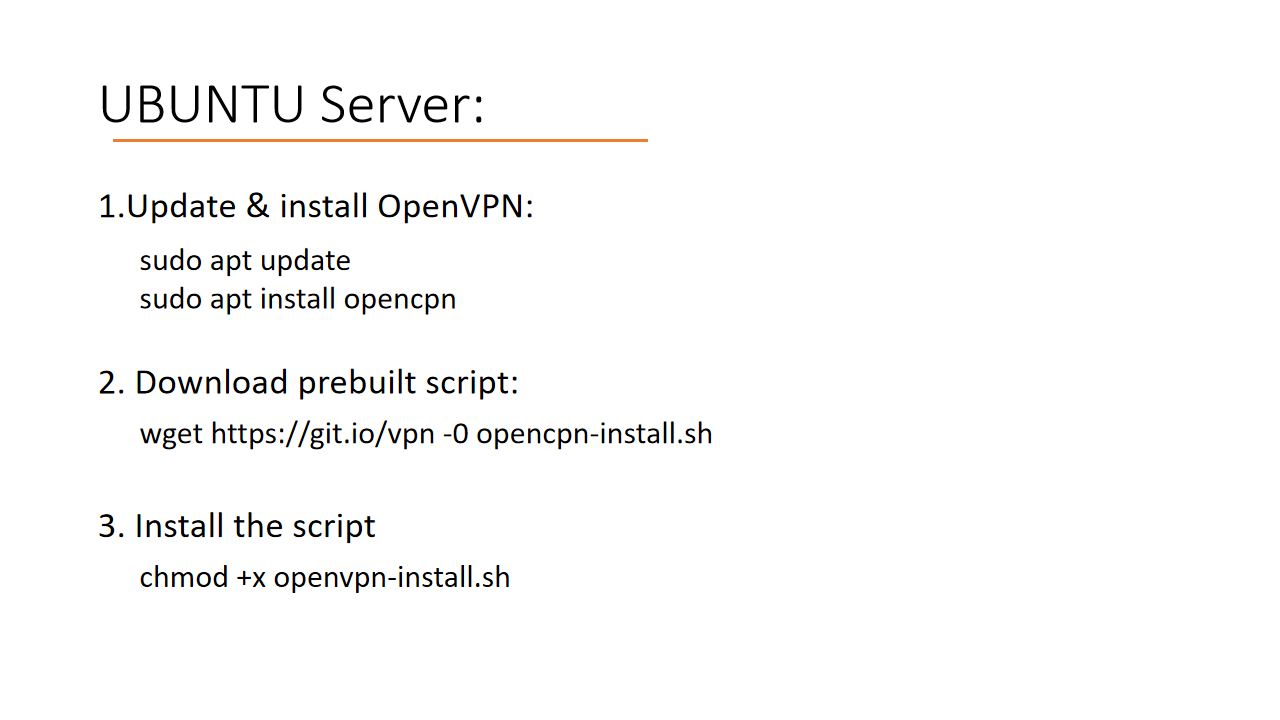 UBUNTU Server:
1.Update & install OpenVPN:
sudo apt update
sudo apt install opencpn
2. Download prebuilt script:
wget https://git.io/vpn -0 opencpn-install.sh
3. Install the script
chmod +x openvpn-install.sh